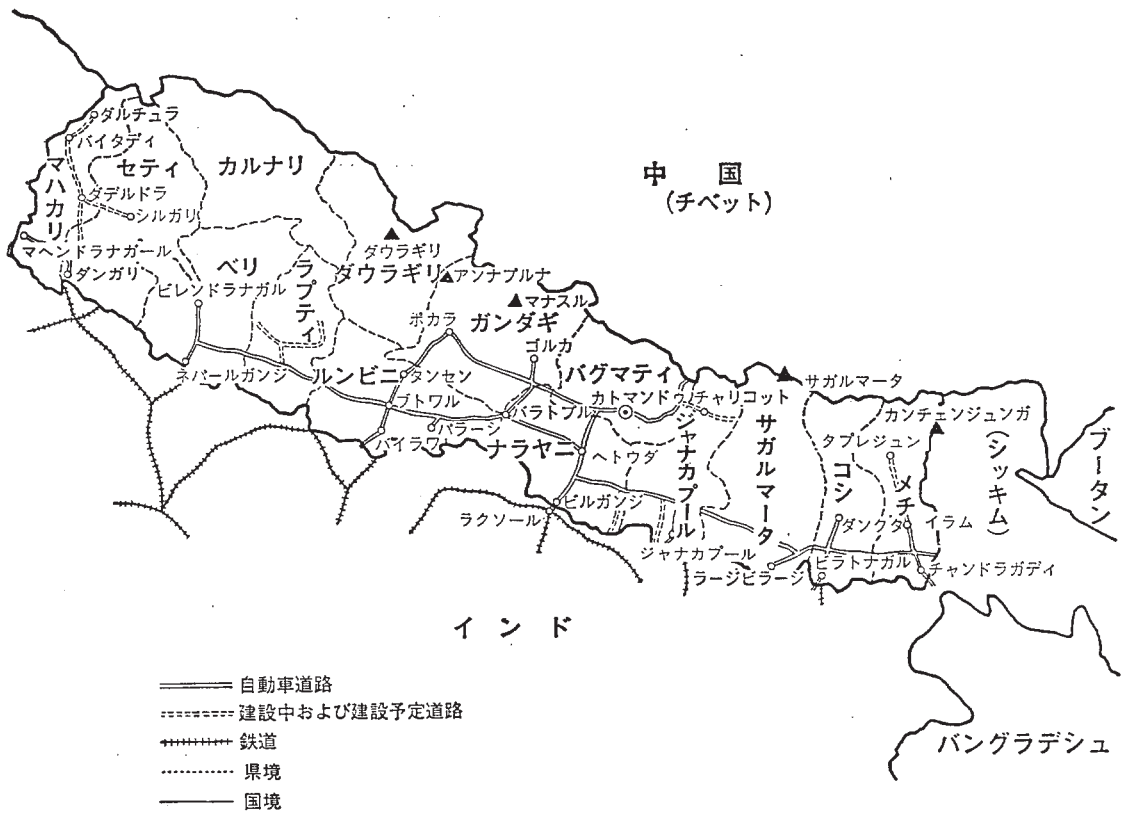 ダルチュラ
バイタディ
マハカリ
セティ
カルナリ
中国
(チベット)
ダデルドラ
シルガリ
マヘンドラナガール
ダンガリ
ベリ
ビレンドラナガル
ラプティ
ダウラギリ
ダウラギリ
アンナプルナ
マナスル
ポカラ
ガンダギ
ゴルカ
ネパールガンジ
ルンビニ
タンセン
バグマティ
サガルマータ
ブトワル
バラトプル
カトマンドゥ
チャリコット
カンチェンジュンガ
パラーシ
バイラワ
ナラヤニ
ヘトウダ
ジャナカプール
サガルマータ
タプレジュン
コシ
メチ
(シッキム)
ブータン
ラクソール
ビルガンジ
ダンクタ
イラム
ジャナカプール
ラージビラージ
ビラトナガル
チャンドラガディ
インド
自動車道路
建設中および建設予定道路
鉄道
県境
国境
バングラデシュ